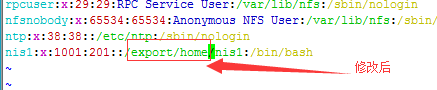 rpcuser:x:29:29:RPC Service User:/var/lib/nfs:/sbin/nologin
nfsnobody:x:65534:65534:Anonymous NFS User:/var/lib/nfs:/sbin/nologin
ntp:x:38:38::/etc/ntp:/sbin/nologin
nis1:x:1001:201::/export/home/nis1:/bin/bash
~
~
修改后